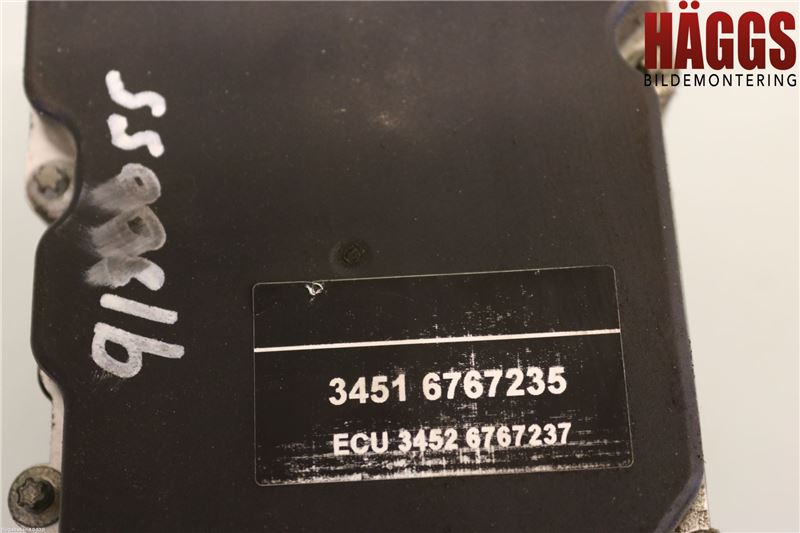 HÄGGS
BILDEMONTERING
3451 6767235
ECU 3452 6767237